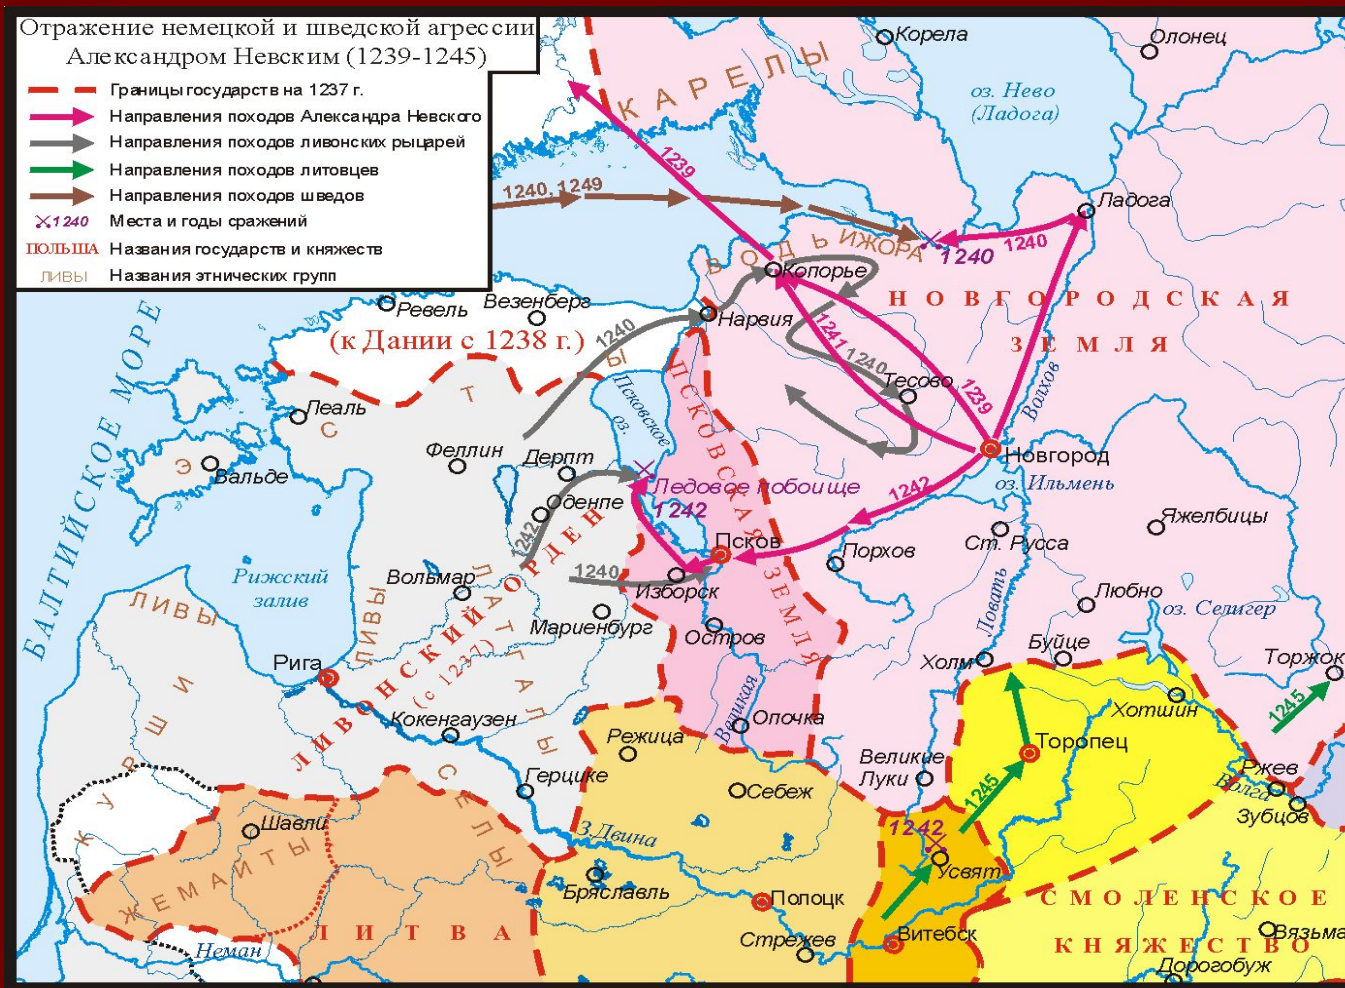 Отражение немецкой и шведской агрессии
Александром Невским (1239-1245)
Границы государств на 1237 г.
Направления походов Александра Невского
Направления походов ливонских рыцарей
Направления походов литовцев
Направления походов шведов
1240 Места и годы сражений
ПОЛЬША Названия государств и княжеств
ЛИВЫ Названия этнических групп
КАРЕЛЫ
Корела
Олонец
оз. Нево
(Ладога)
1239
1240, 1249
Ладога
1240
1240
ВОДЬ
ИЖОРА
Колорье
НОВГОРОДСКАЯ
ЗЕМЛЯ
Ревель
Везенберг
Нарвия
(к Дании с 1238 г.)
1240
1241
1240
1239
Тесово
Волхов
БАЛТИЙСКОЕ МОРЕ
ЭСТЫ
Леаль
Вальде
Феллин
Дерпт
Оденпе
Псковское
оз.
ПСКОВСКАЯ ЗЕМЛЯ
Новгород
оз. Ильмень
Ледовое побоище
1242
1242
1242
1240
Псков
Порхов
Ст. Русса
Яжелбицы
Изборск
Остров
Мариенбург
Вольмар
Рижский
залив
ЛИВЫ
ЛИВЫ
ЛАТГАЛЫ
ЛИВОНСКИЙ ОРДЕН
(с 1237)
Рига
Кокенгаузен
Герцике
Ловать
Любно
оз. Селигер
Буйце
Холм
Торжок
1245
Хотшин
Великая
Опочка
Режица
Себеж
Великие
Луки
Торопец
1245
Ржев
Волга
Зубцов
КУРШИ
СЕЛЫ
Шавли
ЖЕМАЙТЫ
З.Двина
1242
Усвят
Бряславль
Полоцк
Витебск
Стрежев
СМОЛЕНСКОЕ
КНЯЖЕСТВО
Вязьма
Дорогобуж
ЛИТВА
Неман